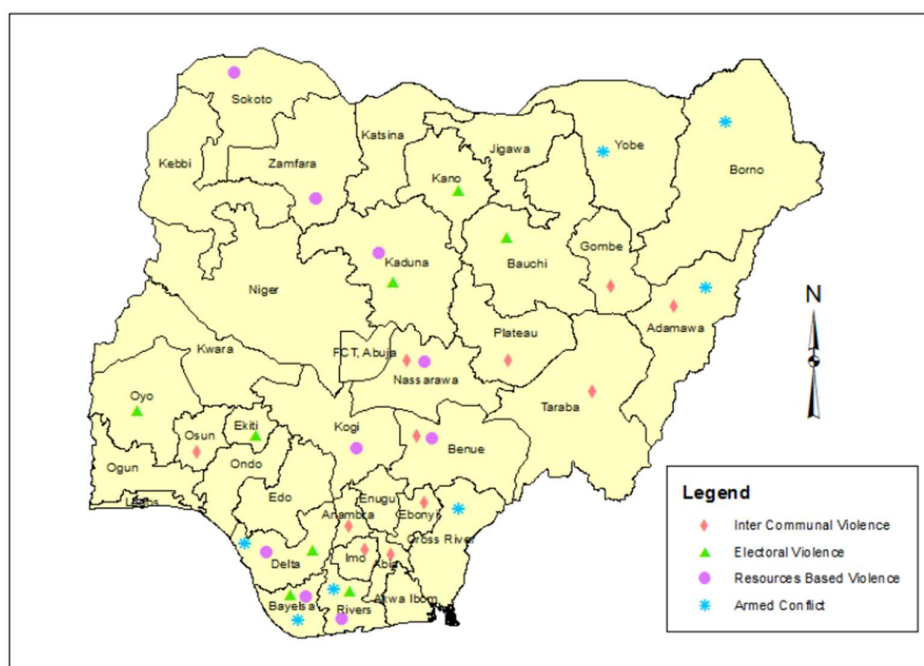 Sokoto
Katsina
Kebbi
Zamfara
Jigawa
Yobe
Borno
Kano
Gombe
Kaduna
Bauchi
Niger
N
Adamawa
Plateau
Kwara
FCT, Abuja
Nassarawa
Oyo
Taraba
Ekiti
Osun
Kogi
Benue
Ogun
Ondo
Edo
Enugu
Lagos
Anambra
Ebonyi
Cross River
Delta
Imo
Abia
Bayelsa
Rivers
Akwa Ibom
Legend
Inter Communal Violence
Electoral Violence
Resources Based Violence
Armed Conflict